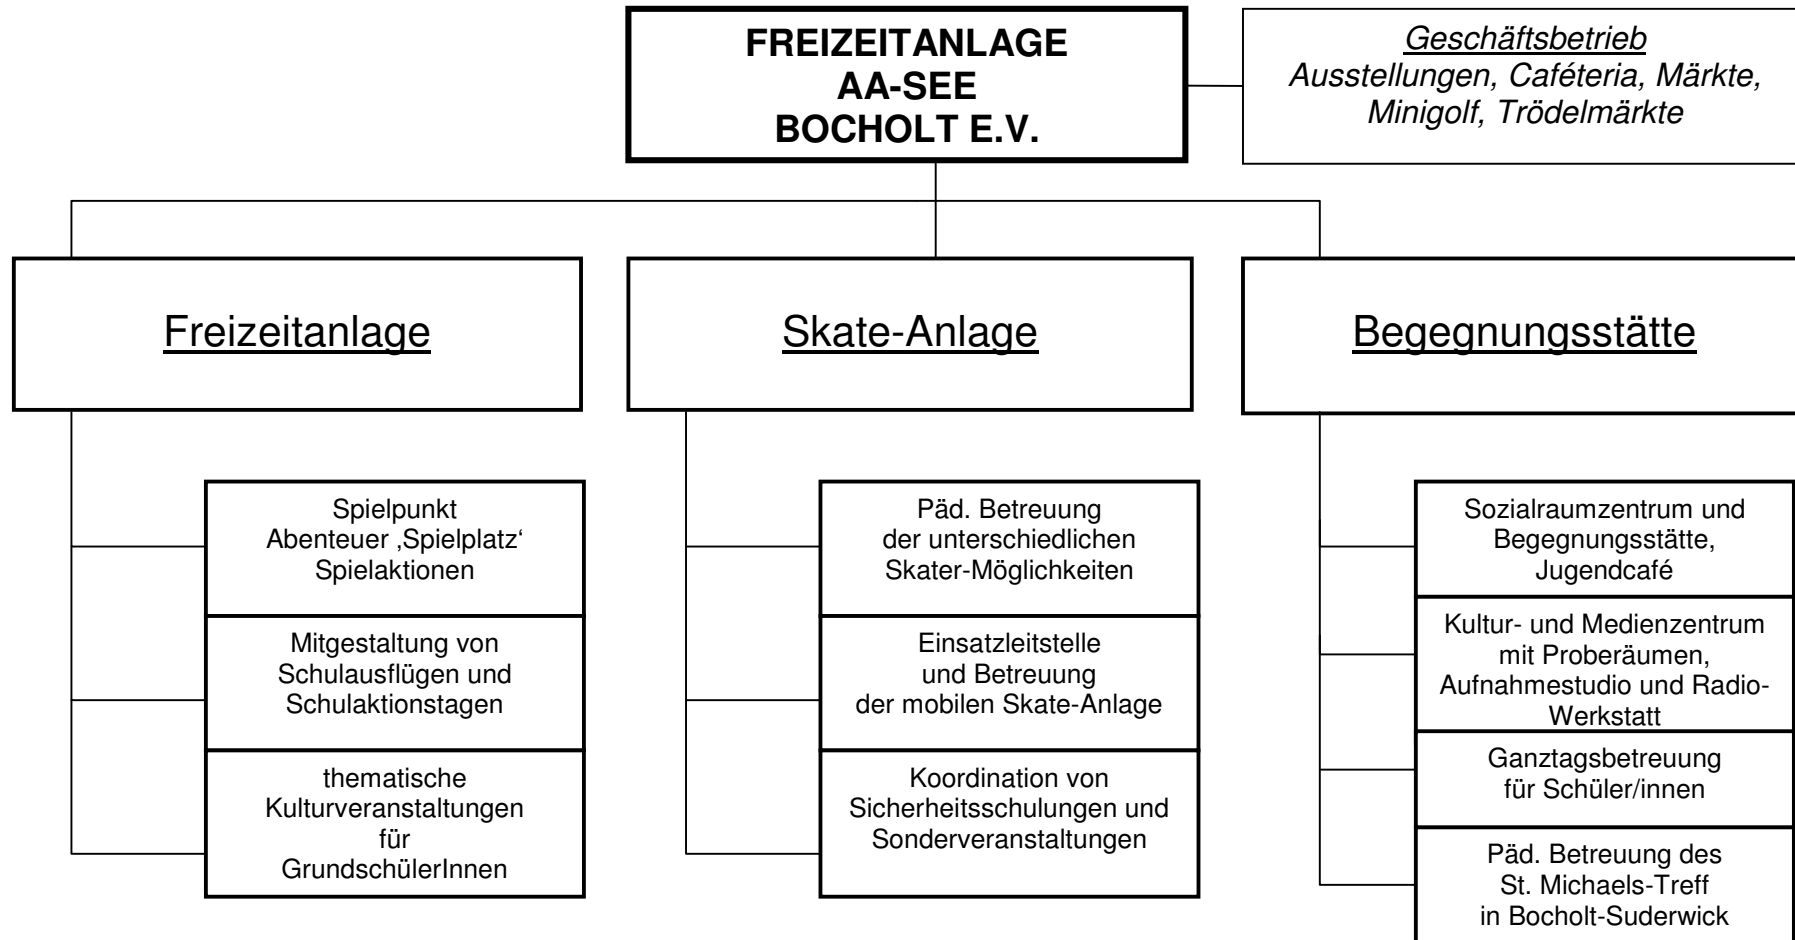 FREIZEITANLAGE
AA-SEE
BOCHOLT E.V.
Geschäftsbetrieb
Ausstellungen, Caféteria, Märkte,
Minigolf, Trödelmärkte
Freizeitanlage
Skate-Anlage
Begegnungsstätte
Spielpunkt
Abenteuer ‚Spielplatz‘
Spielaktionen
Mitgestaltung von
Schulausflügen und
Schulaktionstagen
thematische
Kulturveranstaltungen
für
GrundschülerInnen
Päd. Betreuung
der unterschiedlichen
Skater-Möglichkeiten
Einsatzleitstelle
und Betreuung
der mobilen Skate-Anlage
Koordination von
Sicherheitsschulungen und
Sonderveranstaltungen
Sozialraumzentrum und
Begegnungsstätte,
Jugendcafé
Kultur- und Medienzentrum
mit Proberäumen,
Aufnahmestudio und Radio-
Werkstatt
Ganztagsbetreuung
für Schüler/innen
Päd. Betreuung des
St. Michaels-Treff
in Bocholt-Suderwick